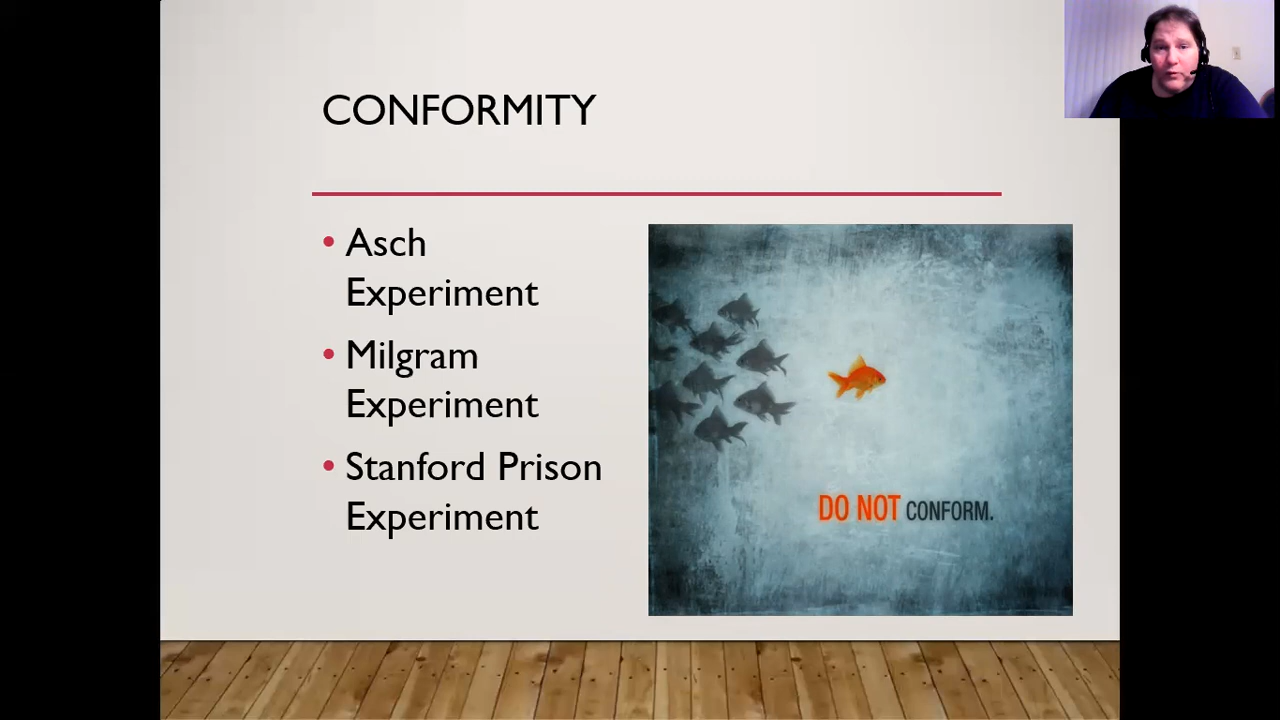 CONFORMITY
• Asch
Experiment
• Milgram
Experiment
• Stanford Prison
Experiment
DO NOT CONFORM.